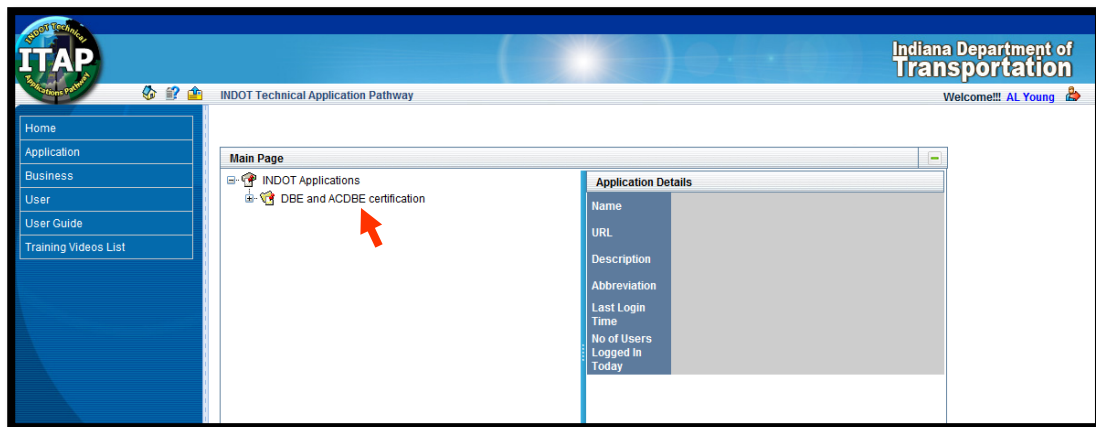 INDOT Technical
ITAP
Applications Pathway
Indiana Department of
Transportation
INDOT Technical Application Pathway
Welcome!!! AL Young
Home
Application
Business
User
User Guide
Training Videos List
Main Page
INDOT Applications
DBE and ACDBE certification
Application Details
Name
URL
Description
Abbreviation
Last Login
Time
No of Users
Logged In
Today